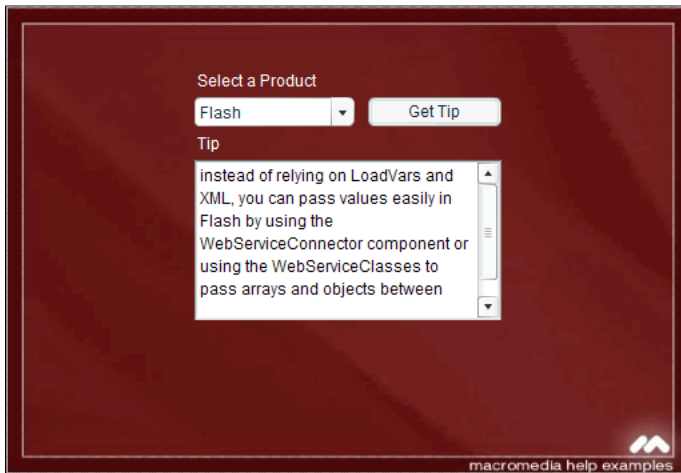 Select a Product
Flash
Get Tip
Tip
instead of relying on LoadVars and
XML, you can pass values easily in
Flash by using the
WebServiceConnector component or
using the WebServiceClasses to
pass arrays and objects between
macromedia help examples